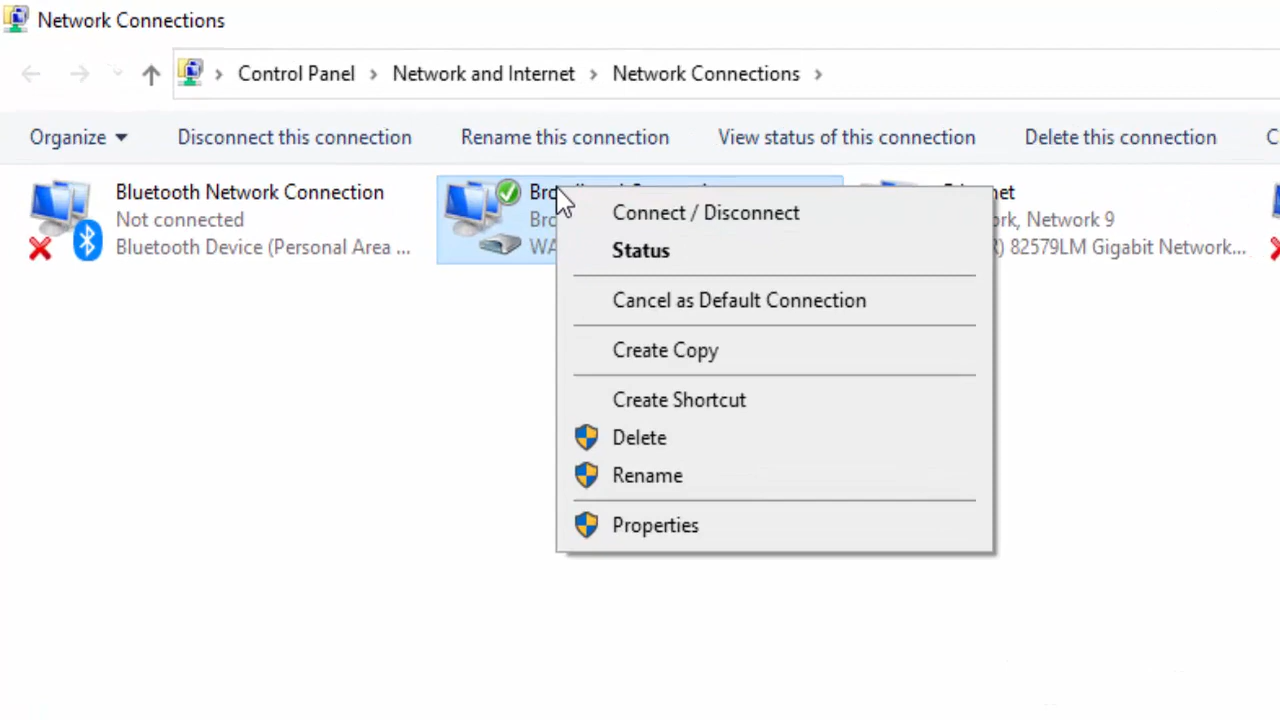 Network Connections
Control Panel > Network and Internet > Network Connections >
Organize Disconnect this connection Rename this connection View status of this connection Delete this connection
Bluetooth Network Connection
Not connected
Bluetooth Device (Personal Area ...
Connect / Disconnect
Status
Cancel as Default Connection
Create Copy
Create Shortcut
Delete
Rename
Properties
Network 9
82579LM Gigabit Network...